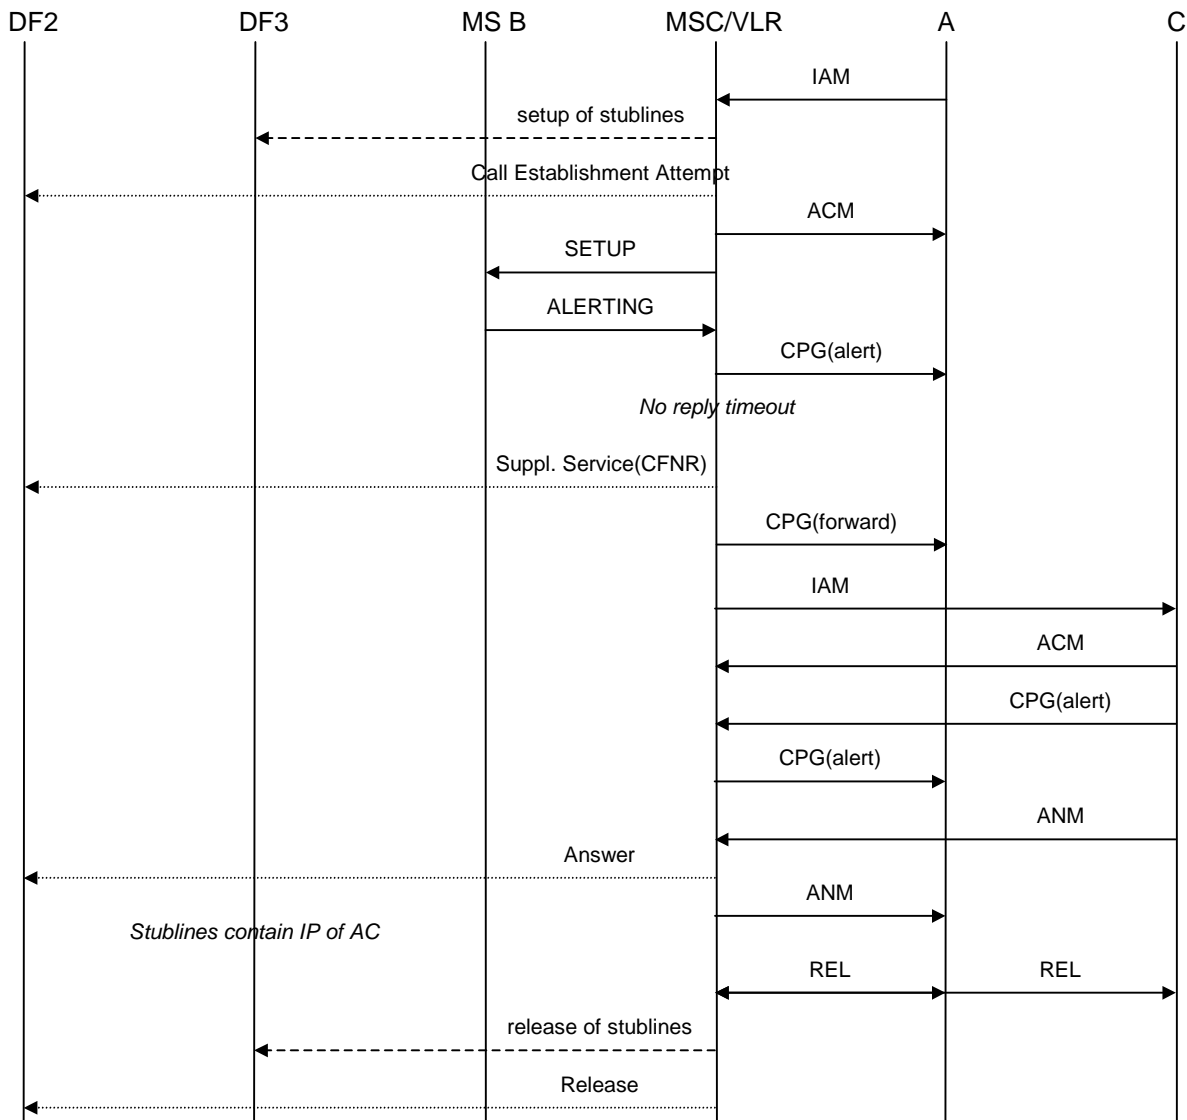 DF2 DF3 MS B MSC/VLR A C
IAM
setup of stublines
Call Establishment Attempt
ACM
SETUP
ALERTING
CPG(alert)
No reply timeout
Suppl. Service(CFNR)
CPG(forward)
IAM
ACM
CPG(alert)
CPG(alert)
ANM
Answer
ANM
Stublines contain IP of AC
REL REL
release of stublines
Release